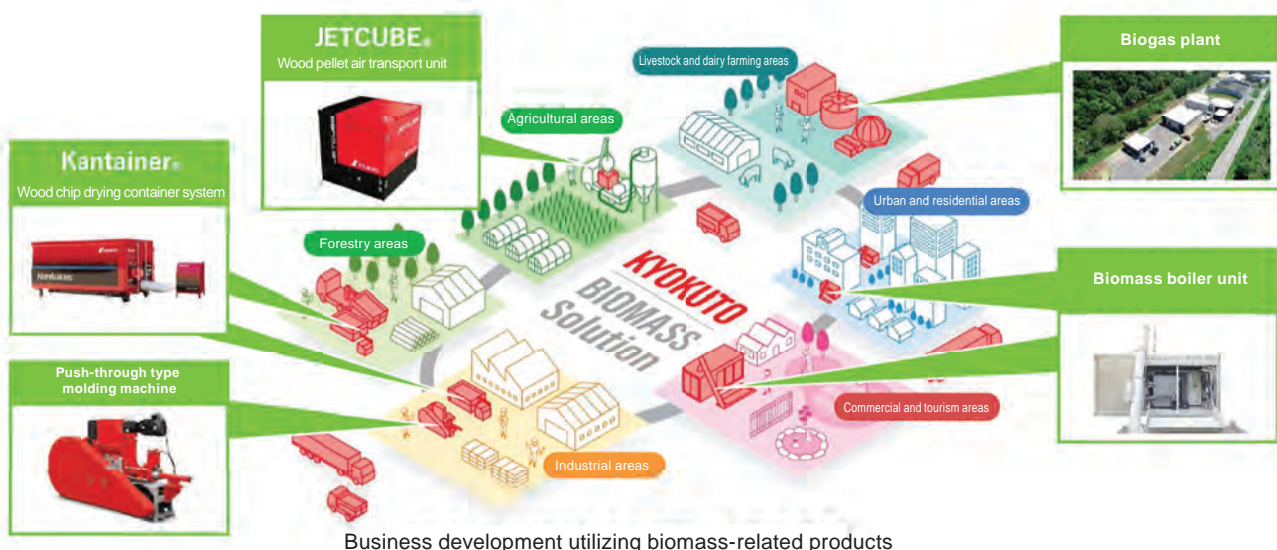 JETCUBE®
Wood pellet air transport unit
JETCUBE
Livestock and dairy farming areas
Biogas plant
Agricultural areas
Kantainer®
Wood chip drying container system
Kantainer
Urban and residential areas
Forestry areas
KYOKUTO
BIOMASS
Solution
Biomass boiler unit
Push-through type
molding machine
Commercial and tourism areas
Industrial areas
Business development utilizing biomass-related products